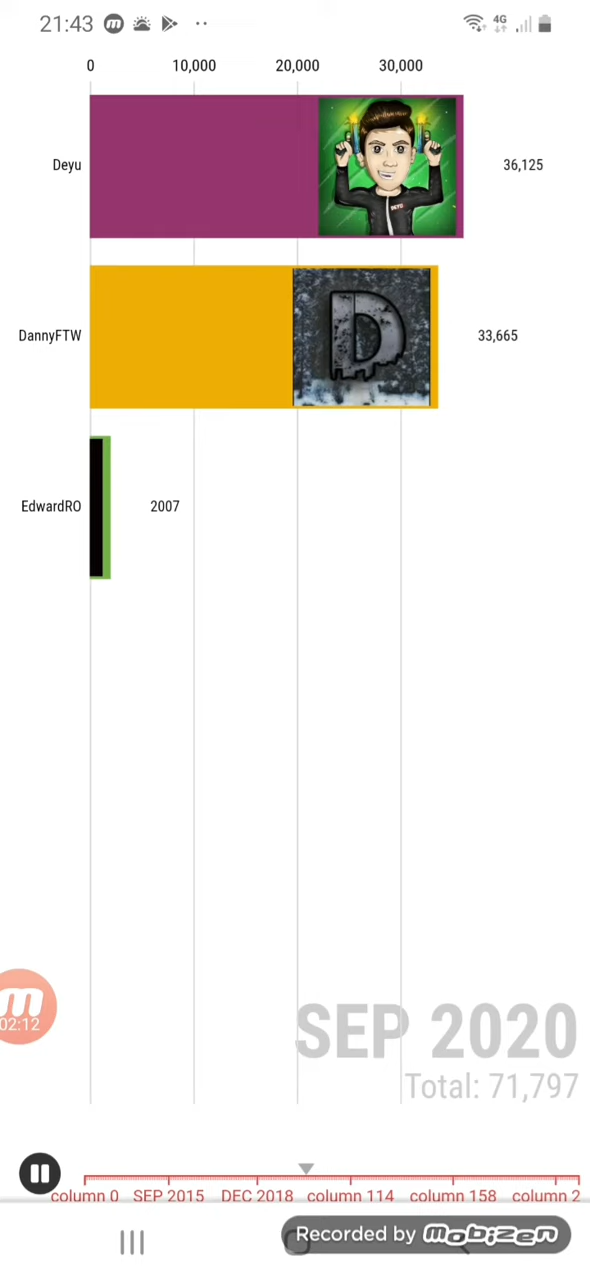 21:43
4G
0 10,000 20,000 30,000
Deyu
DEYU
36,125
DannyFTW
D
33,665
EdwardRO
2007
02:12
SEP 2020
Total: 71,797
column 0 SEP 2015 DEC 2018 column 114 column 158 column 2
Recorded by mobizen